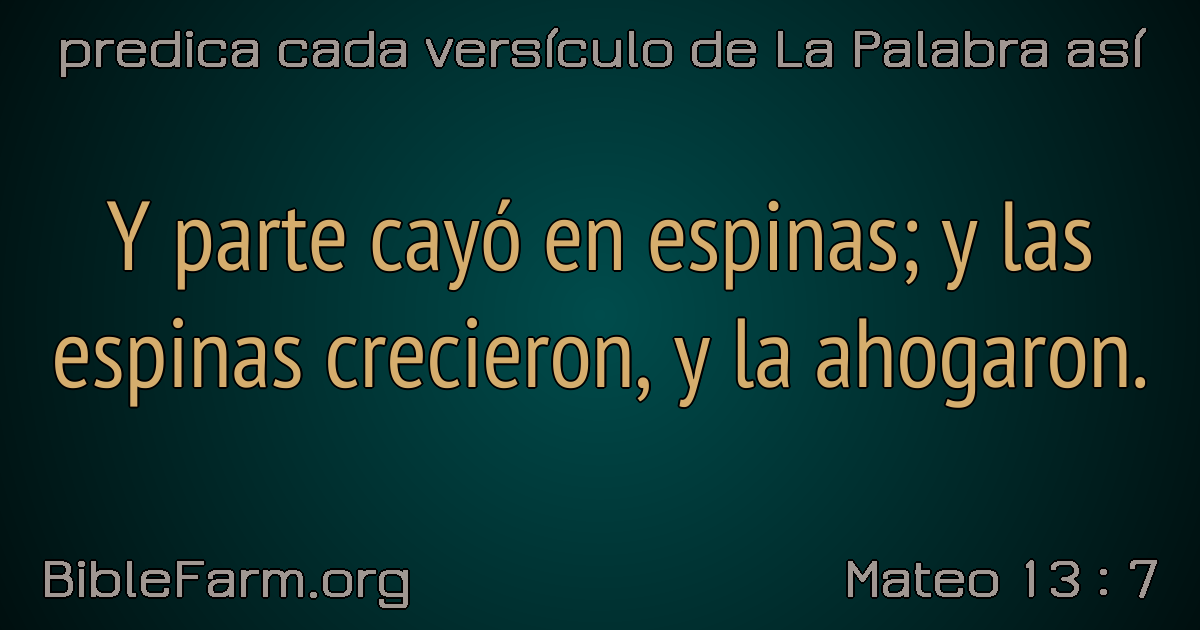 predica cada versículo de La Palabra así
Y parte cayó en espinas; y las
espinas crecieron, y la ahogaron.
BibleFarm.org
Mateo 13 : 7